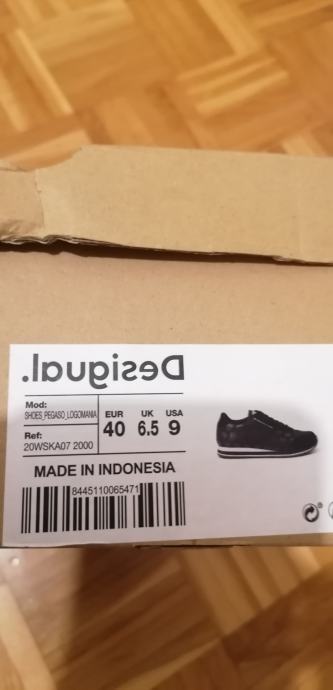 Desigual.
Mod:
SHOES_PEGASO_LOGOMANIA
Ref:
20WSKA07 2000
EUR UK USA
40 6.5 9
MADE IN INDONESIA
8445110065471